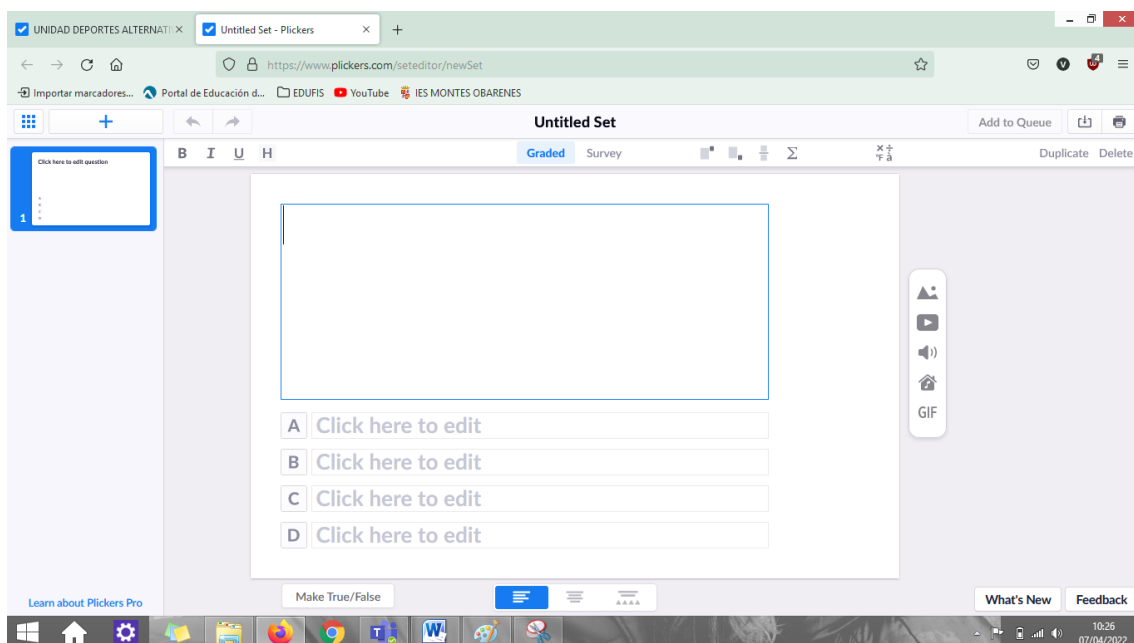 UNIDAD DEPORTES ALTERNATI
Untitled Set - Plickers
https://www.plickers.com/seteditor/newSet
Importar marcadores...
Portal de Educación d...
EDUFIS
YouTube
IES MONTES OBARENES
Untitled Set
Add to Queue
B I U H
Graded
Survey
Duplicate
Delete
Click here to edit question
1
A Click here to edit
B Click here to edit
C Click here to edit
D Click here to edit
GIF
Learn about Plickers Pro
Make True/False
What's New
Feedback
10:26
07/04/2022